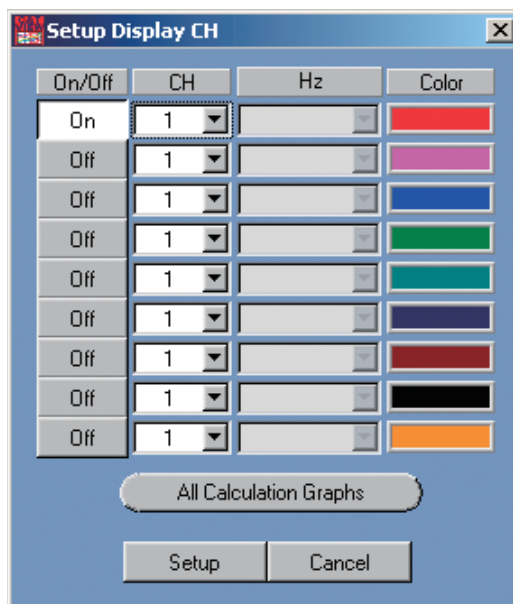 Setup Display CH
On/Off CH Hz Color
On 1
Off 1
Off 1
Off 1
Off 1
Off 1
Off 1
Off 1
Off 1
All Calculation Graphs
Setup Cancel